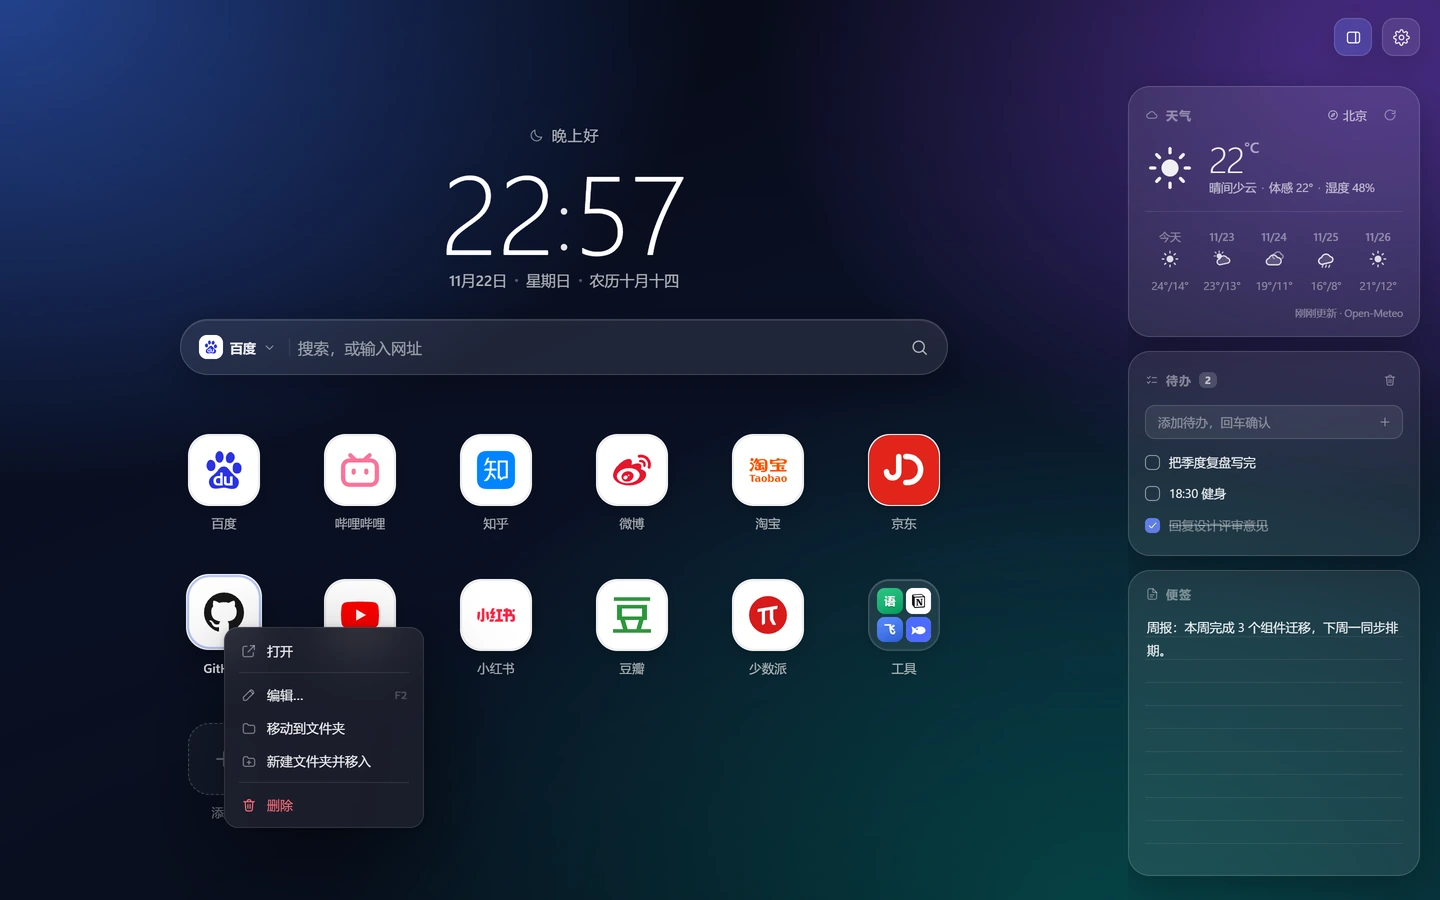 晚上好
22:57
11月22日 · 星期日 · 农历十月十四
百度
搜索，或输入网址
du
知
淘宝
Taobao
JD
百度
哔哩哔哩
知乎
微博
淘宝
京东
小红书
豆
π
语
N
飞
GitH
小红书
豆瓣
少数派
工具
添
打开
编辑... F2
移动到文件夹
新建文件夹并移入
删除
天气
北京
22°C
晴间少云 · 体感 22° · 湿度 48%
今天 11/23 11/24 11/25 11/26
24°/14° 23°/13° 19°/11° 16°/8° 21°/12°
刚刚更新 · Open-Meteo
待办 2
添加待办，回车确认
把季度复盘写完
18:30 健身
回复设计评审意见
便签
周报：本周完成 3 个组件迁移，下周一同步排
期。